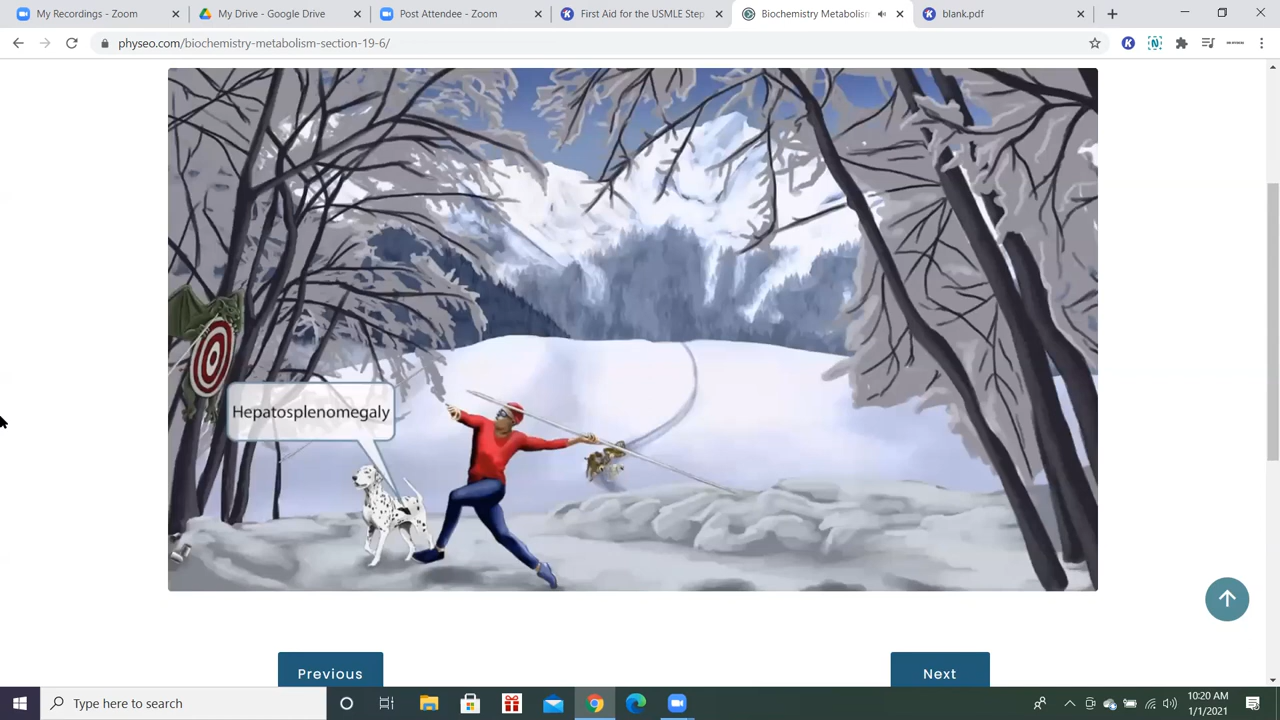 My Recordings - Zoom
My Drive - Google Drive
Post Attendee - Zoom
First Aid for the USMLE Step
Biochemistry Metabolism
blank.pdf
physeo.com/biochemistry-metabolism-section-19-6/
Hepatosplenomegaly
Previous
Next
Type here to search
10:20 AM
1/1/2021